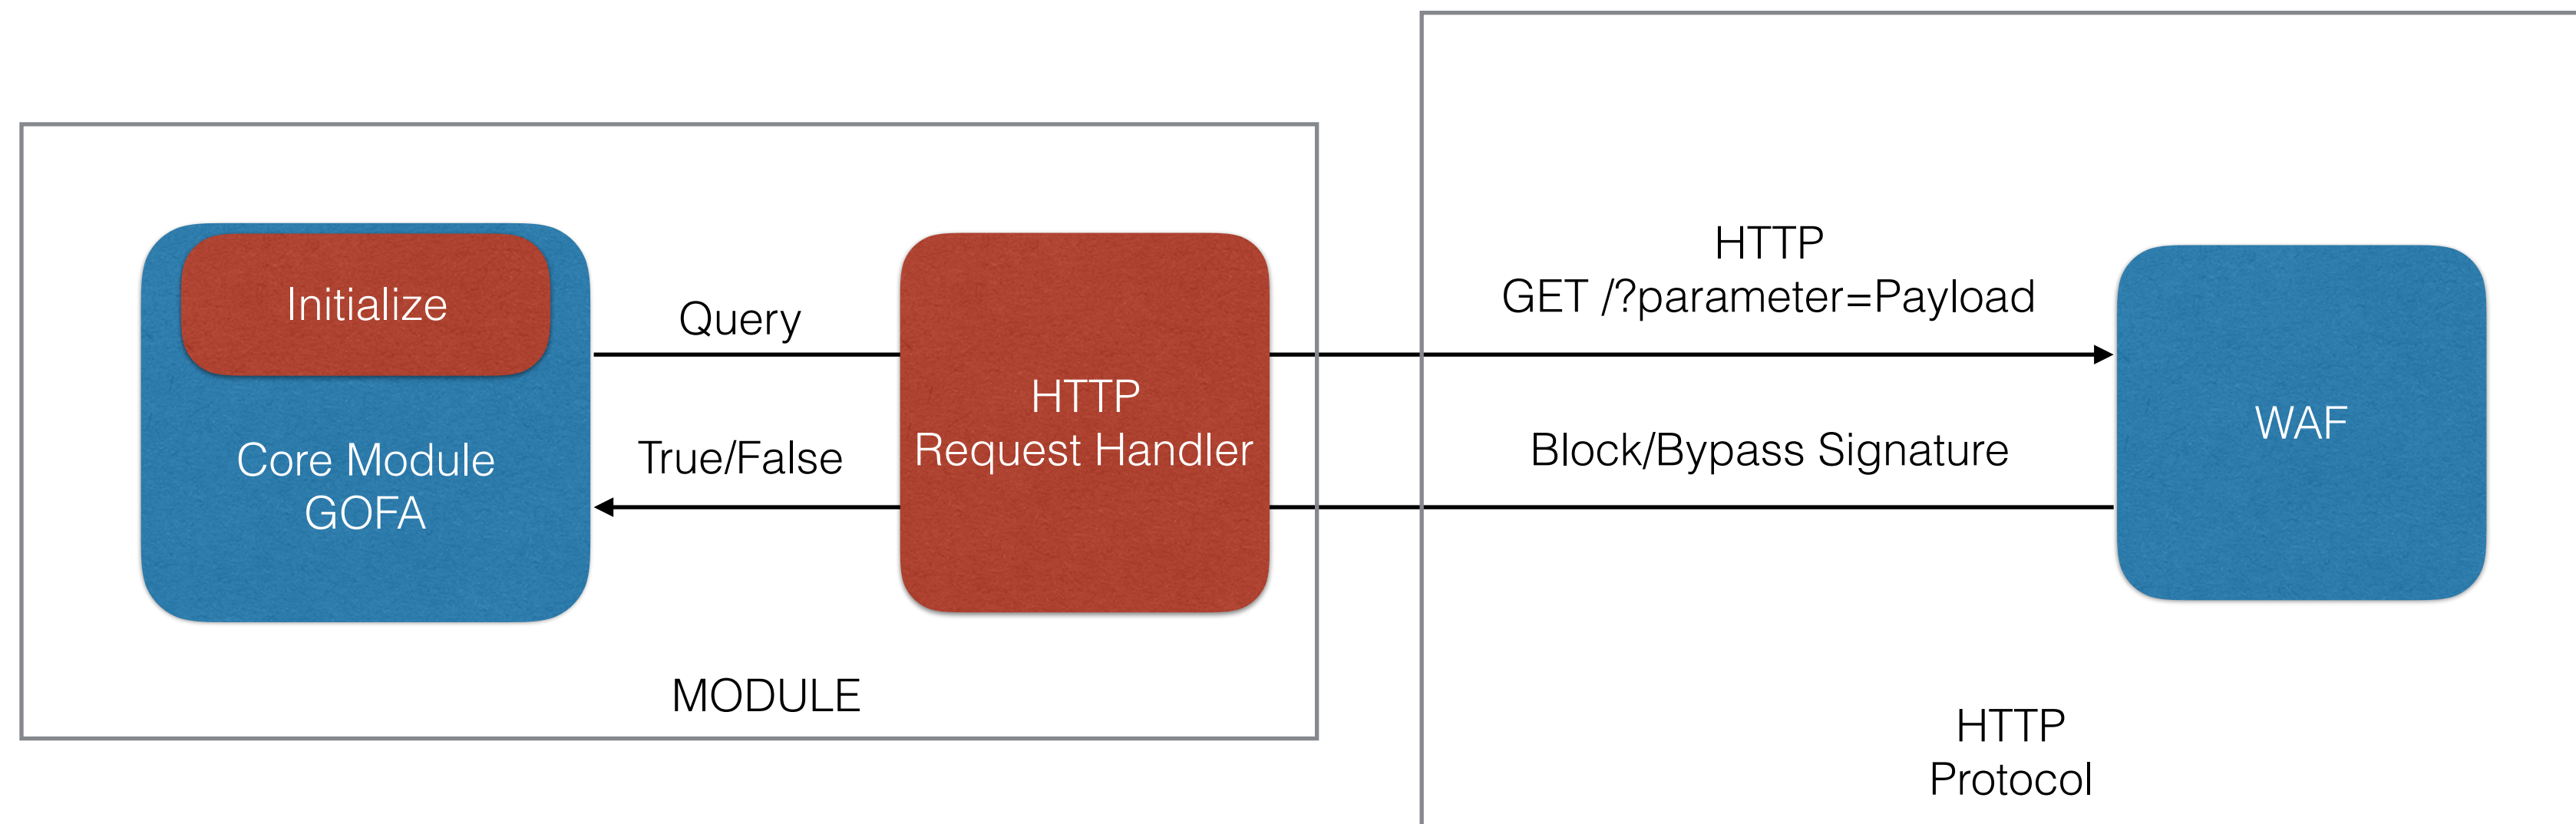 Initialize
Core Module
GOFA
Query
True/False
HTTP
Request Handler
MODULE
HTTP
GET /?parameter=Payload
Block/Bypass Signature
WAF
HTTP
Protocol